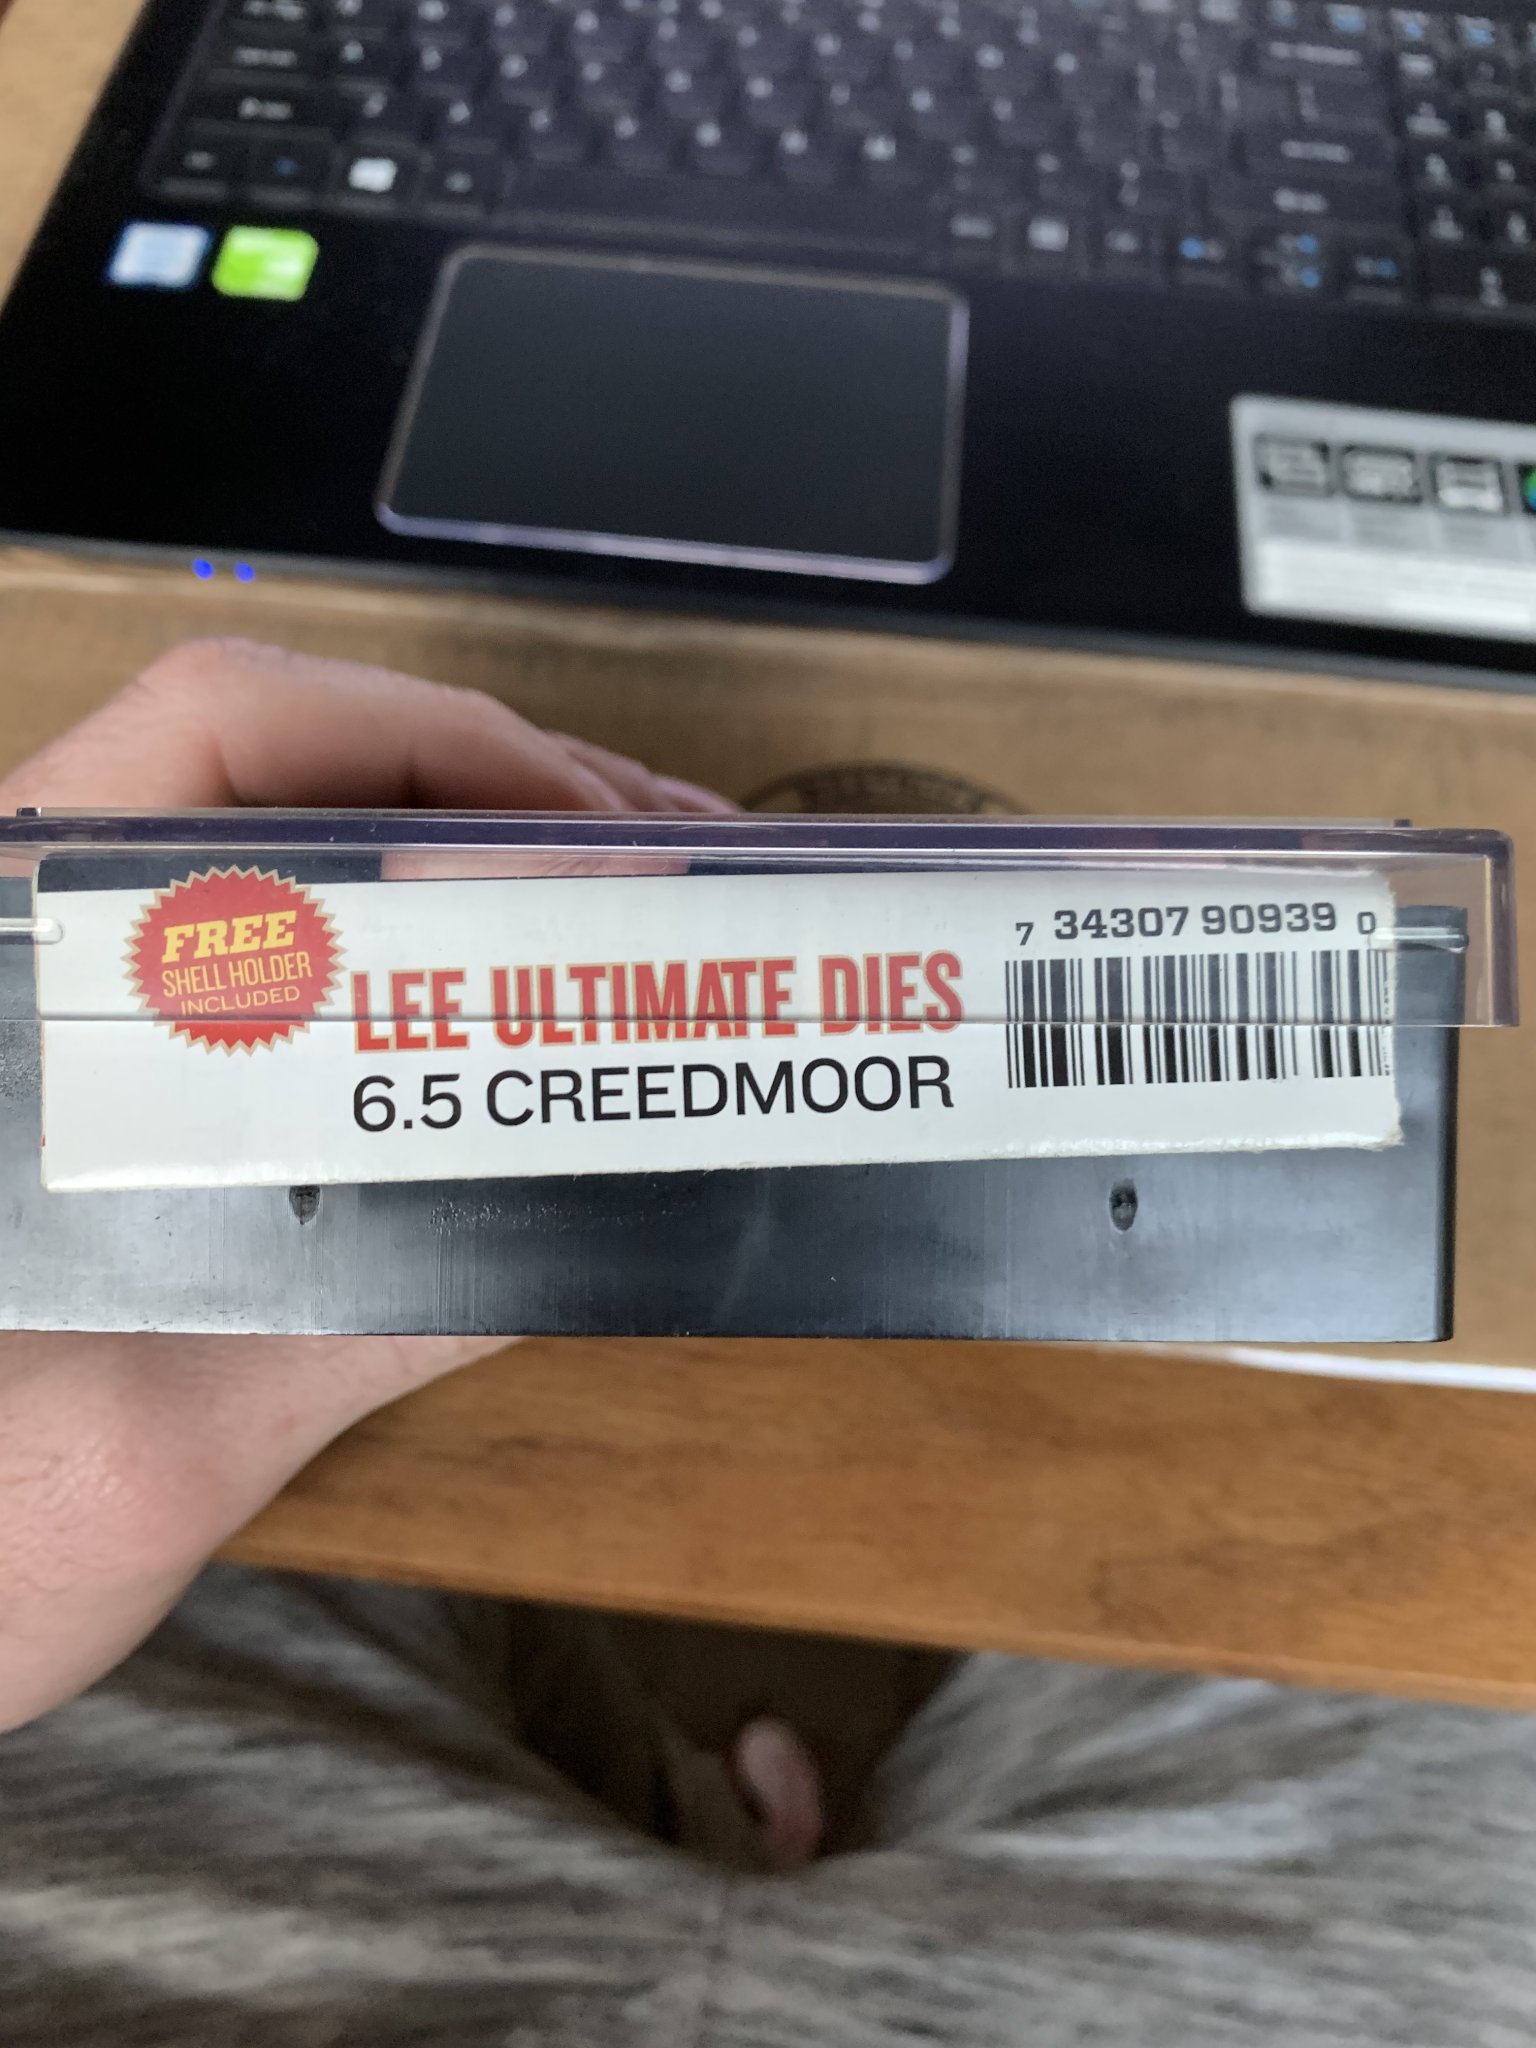 FREE
SHELL HOLDER
INCLUDED
LEE ULTIMATE DIES
6.5 CREEDMOOR
7 34307 90939 0